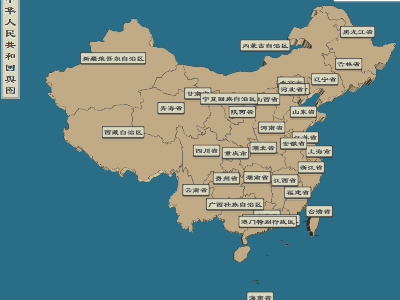 中华人民共和国舆图
黑龙江省
内蒙古自治区
新疆维吾尔自治区
吉林省
辽宁省
河北省
甘肃
宁夏回族自治区
山西省
青海省
陕西省
山东省
河南省
西藏自治区
安徽省
四川省
重庆市
湖北省
上海市
浙江省
贵州省
湖南省
江西省
云南省
福建省
广西壮族自治区
台湾省
澳门特别行政区
海南省